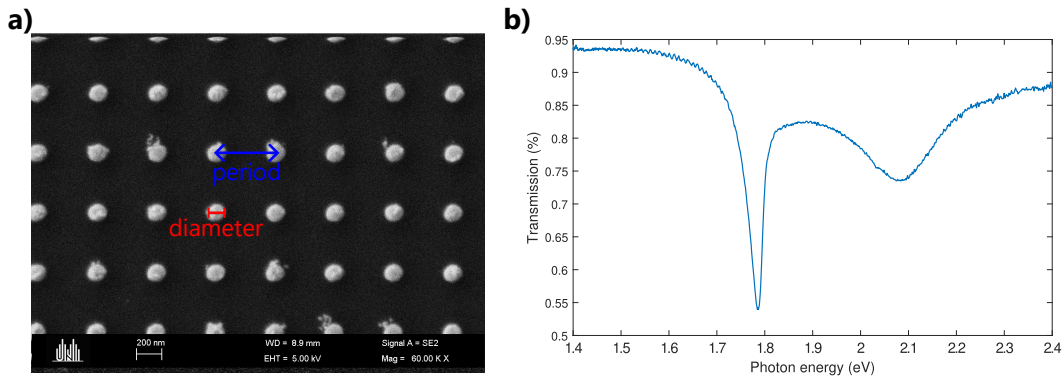 a)
period
diameter
200 nm
WD = 8.9 mm
Signal A = SE2
EHT = 5.00 kV
Mag = 60.00 K X
b)
0.95
0.9
0.85
0.8
0.75
0.7
0.65
0.6
0.55
0.5
Transmission (%)
1.4 1.5 1.6 1.7 1.8 1.9 2 2.1 2.2 2.3 2.4
Photon energy (eV)